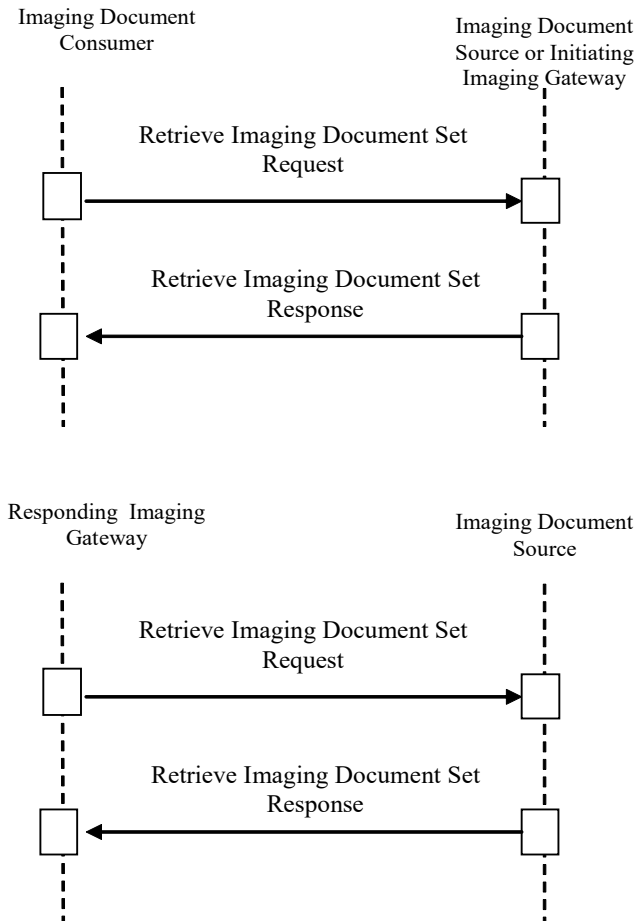 Imaging Document
Consumer
Imaging Document
Source or Initiating
Imaging Gateway
Retrieve Imaging Document Set
Request
Retrieve Imaging Document Set
Response
Responding Imaging
Gateway
Imaging Document
Source
Retrieve Imaging Document Set
Request
Retrieve Imaging Document Set
Response